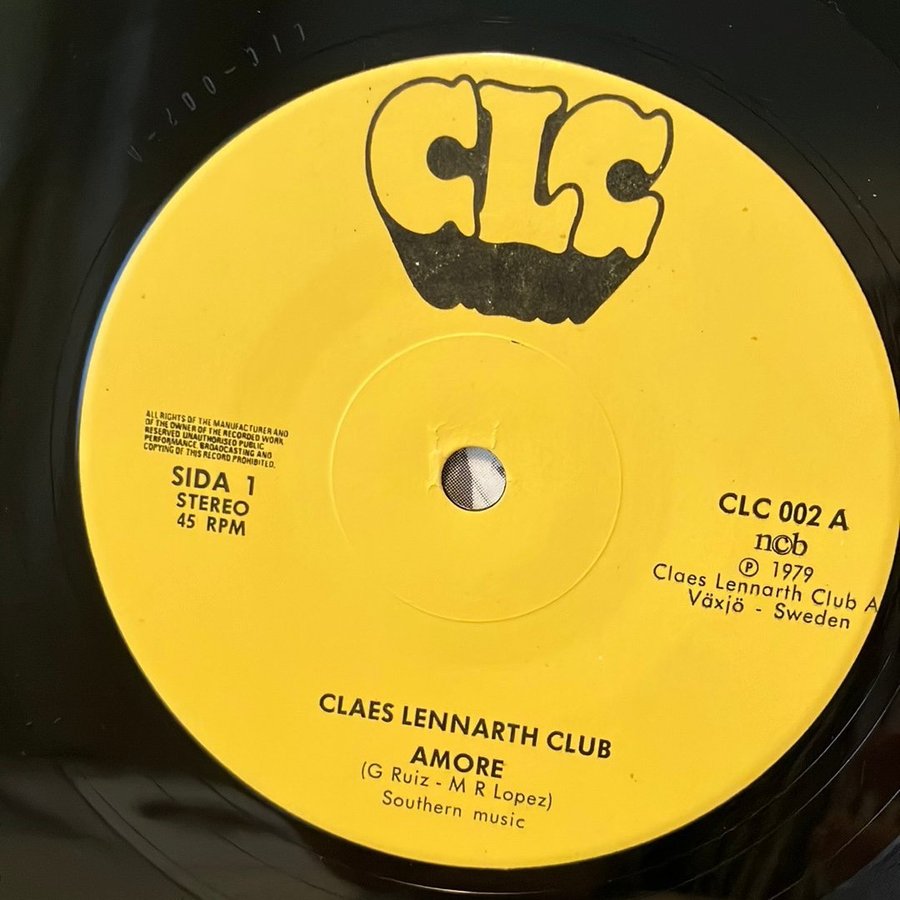 CLC
ALL RIGHTS OF THE MANUFACTURER AND
OF THE OWNER OF THE RECORDED WORK
RESERVED UNAUTHORISED PUBLIC
PERFORMANCE, BROADCASTING AND
COPYING OF THIS RECORD PROHIBITED.
SIDA 1
STEREO
45 RPM
CLC 002 A
n©b
℗ 1979
Claes Lennarth Club A
Växjö - Sweden
CLAES LENNARTH CLUB
AMORE
(G Ruiz - M R Lopez)
Southern music